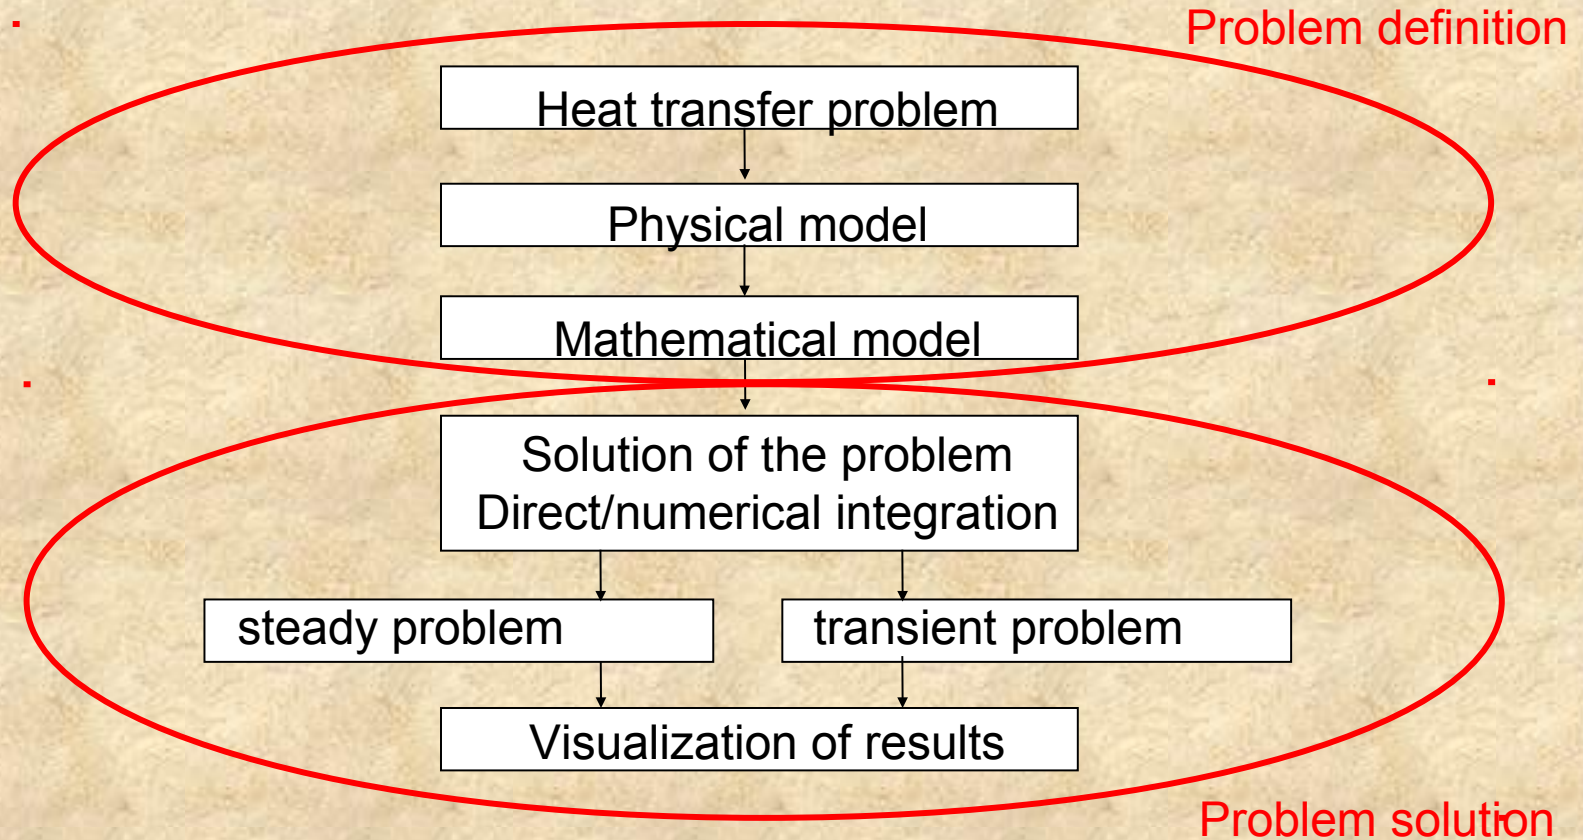 Problem definition
Heat transfer problem
Physical model
Mathematical model
Solution of the problem
Direct/numerical integration
steady problem
transient problem
Visualization of results
Problem solution